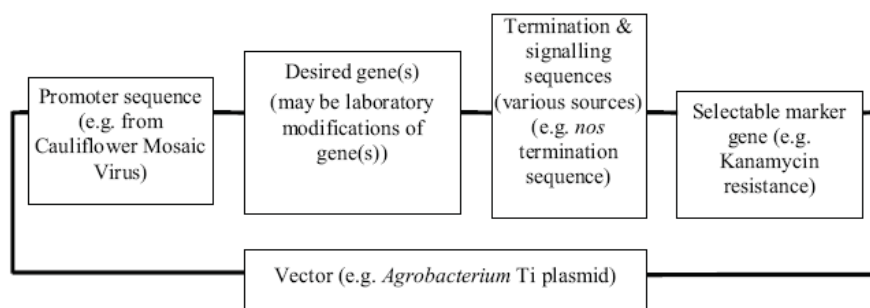 Promoter sequence
(e.g. from
Cauliflower Mosaic
Virus)
Desired gene(s)
(may be laboratory
modifications of
gene(s))
Termination &
signalling
sequences
(various sources)
(e.g. nos
termination
sequence)
Selectable marker
gene (e.g.
Kanamycin
resistance)
Vector (e.g. Agrobacterium Ti plasmid)